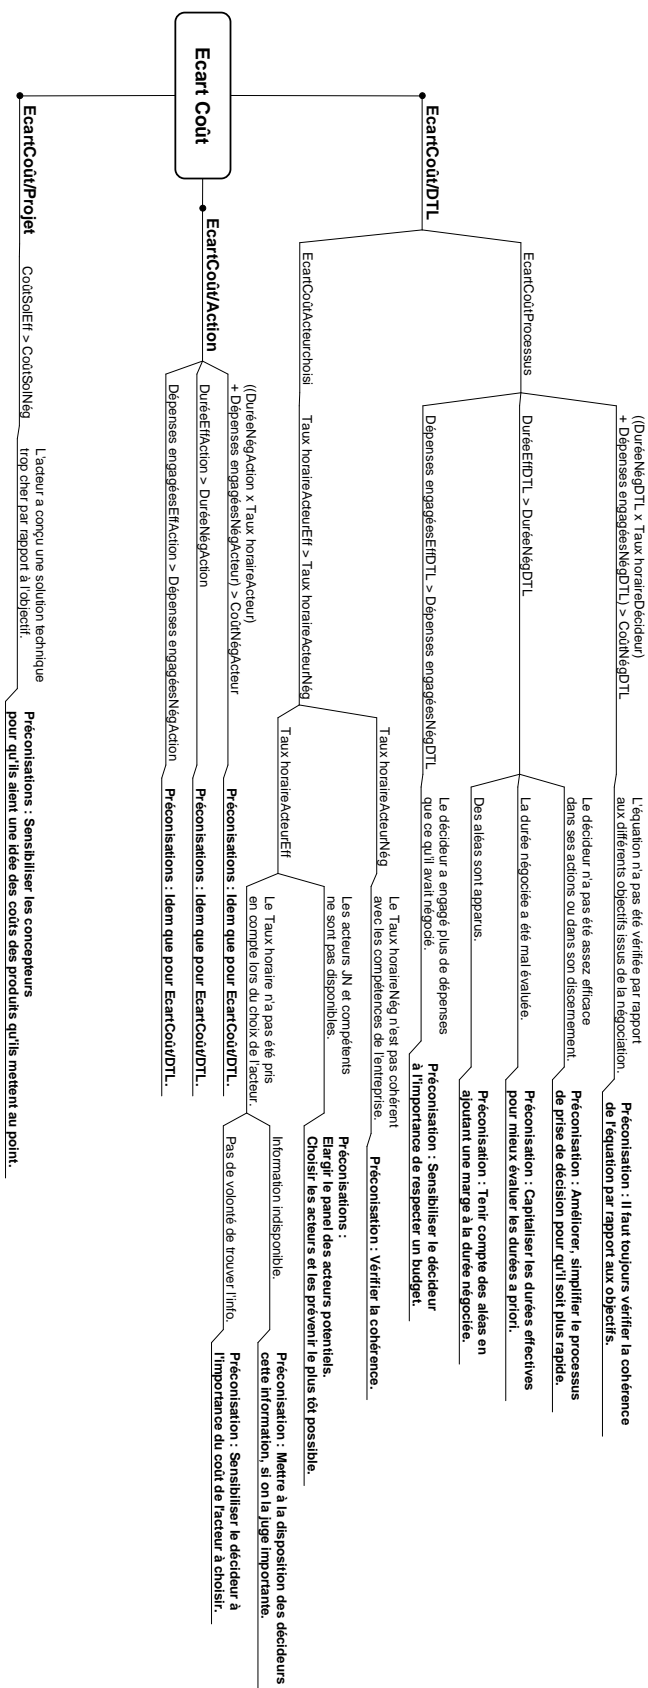 Ecart Coût
EcartCoût/DTL
EcartCoûtProcessus
((DuréeNégDTL x Taux horaireDécideur)
+ Dépenses engagéesNégDTL) > CoûtNégDTL
L'équation n'a pas été vérifiée par rapport
aux différents objectifs issus de la négociation.
Préconisation : Il faut toujours vérifier la cohérence
de l'équation par rapport aux objectifs.
DuréeEffDTL > DuréeNégDTL
Le décideur n'a pas été assez efficace
dans ses actions ou dans son discernement.
Préconisation : Améliorer, simplifier le processus
de prise de décision pour qu'il soit plus rapide.
La durée négociée a été mal évaluée.
Préconisation : Capitaliser les durées effectives
pour mieux évaluer les durées a priori.
Des aléas sont apparus.
Préconisation : Tenir compte des aléas en
ajoutant une marge à la durée négociée.
Dépenses engagéesEffDTL > Dépenses engagéesNégDTL
Le décideur a engagé plus de dépenses
que ce qu'il avait négocié.
Préconisation : Sensibiliser le décideur
à l'importance de respecter un budget.
EcartCoûtActeurchoisi
Taux horaireActeurEff > Taux horaireActeurNég
Taux horaireActeurNég
Le Taux horaireNég n'est pas cohérent
avec les compétences de l'entreprise.
Préconisation : Vérifier la cohérence.
Taux horaireActeurEff
Les acteurs JN et compétents
ne sont pas disponibles.
Préconisations :
Elargir le panel des acteurs potentiels.
Choisir les acteurs et les prévenir le plus tôt possible.
Le Taux horaire n'a pas été pris
en compte lors du choix de l'acteur.
Information indisponible.
Préconisation : Mettre à la disposition des décideurs
cette information, si on la juge importante.
Pas de volonté de trouver l'info.
Préconisation : Sensibiliser le décideur à
l'importance du coût de l'acteur à choisir.
EcartCoût/Action
((DuréeNégAction x Taux horaireActeur)
+ Dépenses engagéesNégActeur) > CoûtNégActeur
Préconisations : Idem que pour EcartCoût/DTL.
DuréeEffAction > DuréeNégAction
Préconisations : Idem que pour EcartCoût/DTL.
Dépenses engagéesEffAction > Dépenses engagéesNégAction
Préconisations : Idem que pour EcartCoût/DTL.
EcartCoût/Projet
CoûtSolEff > CoûtSolNég
L'acteur a conçu une solution technique
trop cher par rapport à l'objectif.
Préconisations : Sensibiliser les concepteurs
pour qu'ils aient une idée des coûts des produits qu'ils mettent au point.